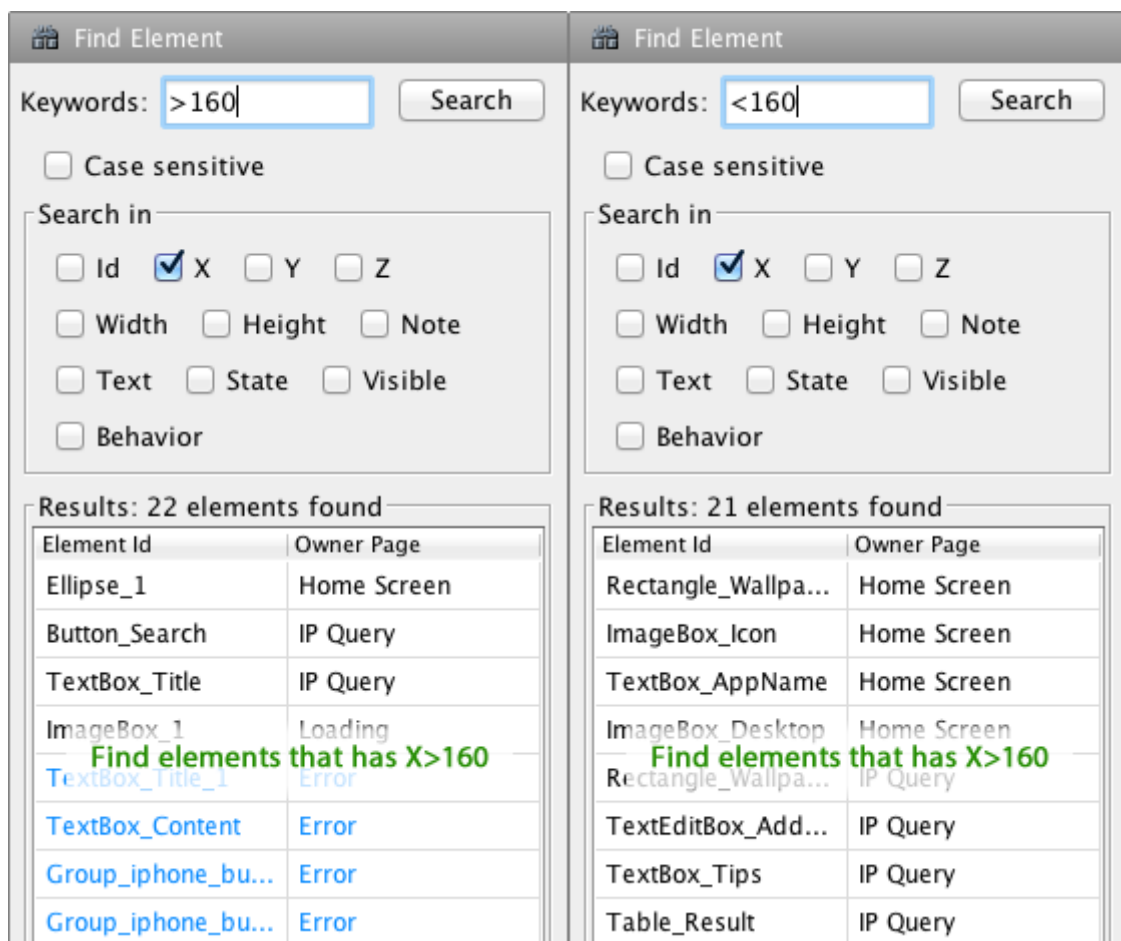 Find Element
Keywords: >160 Search
Case sensitive
Search in
Id X Y Z
Width Height Note
Text State Visible
Behavior
Results: 22 elements found
Element Id Owner Page
Ellipse_1 Home Screen
Button_Search IP Query
TextBox_Title IP Query
ImageBox_1 Loading
Find elements that has X>160
TextBox_Title_1 Error
TextBox_Content Error
Group_iphone_bu... Error
Group_iphone_bu... Error
Find Element
Keywords: <160 Search
Case sensitive
Search in
Id X Y Z
Width Height Note
Text State Visible
Behavior
Results: 21 elements found
Element Id Owner Page
Rectangle_Wallpa... Home Screen
ImageBox_Icon Home Screen
TextBox_AppName Home Screen
ImageBox_Desktop Home Screen
Find elements that has X>160
Rectangle_Wallpa... IP Query
TextEditBox_Add... IP Query
TextBox_Tips IP Query
Table_Result IP Query